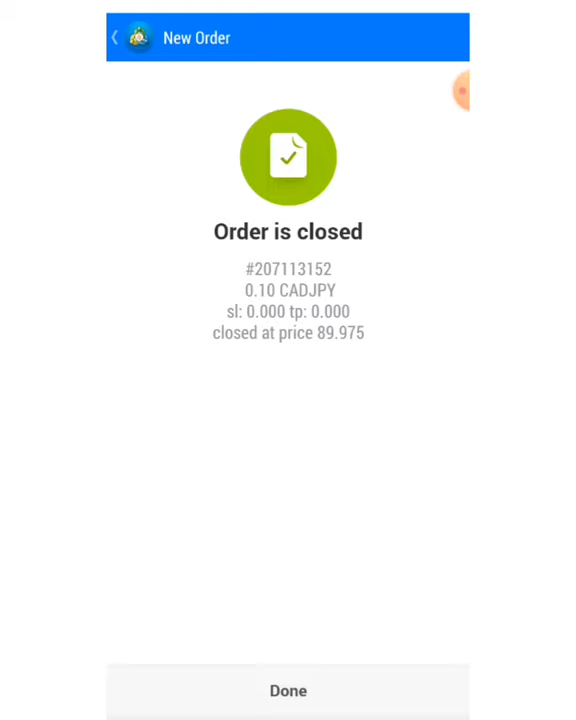 New Order
Order is closed
#207113152
0.10 CADJPY
sl: 0.000 tp: 0.000
closed at price 89.975
Done